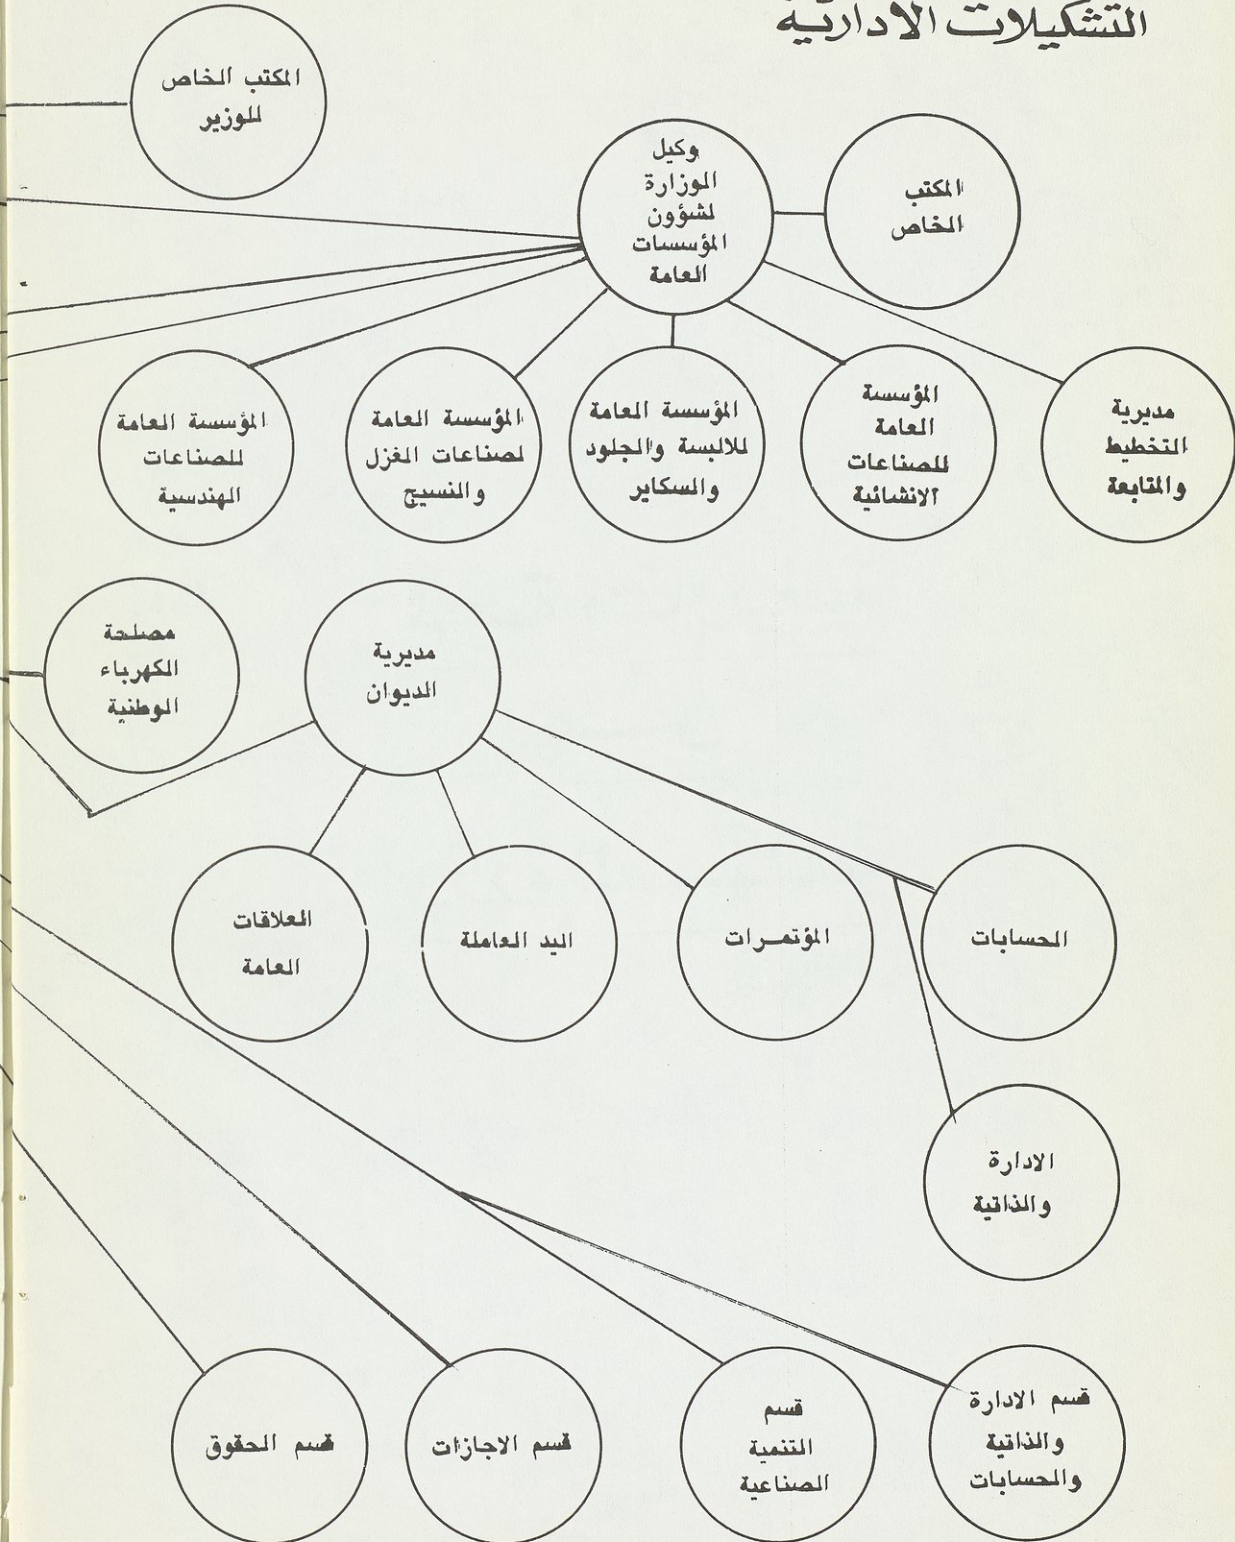 التشكيلات الادارية
المكتب الخاص
للوزير
وكيل
الوزارة
لشؤون
المؤسسات
العامة
المكتب
الخاص
مديرية
التخطيط
والمتابعة
المؤسسة
العامة
للصناعات
الانشائية
المؤسسة العامة
للالبسة والجلود
والسكاير
المؤسسة العامة
لصناعات الغزل
والنسيج
المؤسسة العامة
للصناعات
الهندسية
مديرية
الديوان
مصلحة
الكهرباء
الوطنية
الحسابات
المؤتمرات
اليد العاملة
العلاقات
العامة
الادارة
والذاتية
قسم الادارة
والذاتية
والحسابات
قسم
التنمية
الصناعية
قسم الاجازات
قسم الحقوق